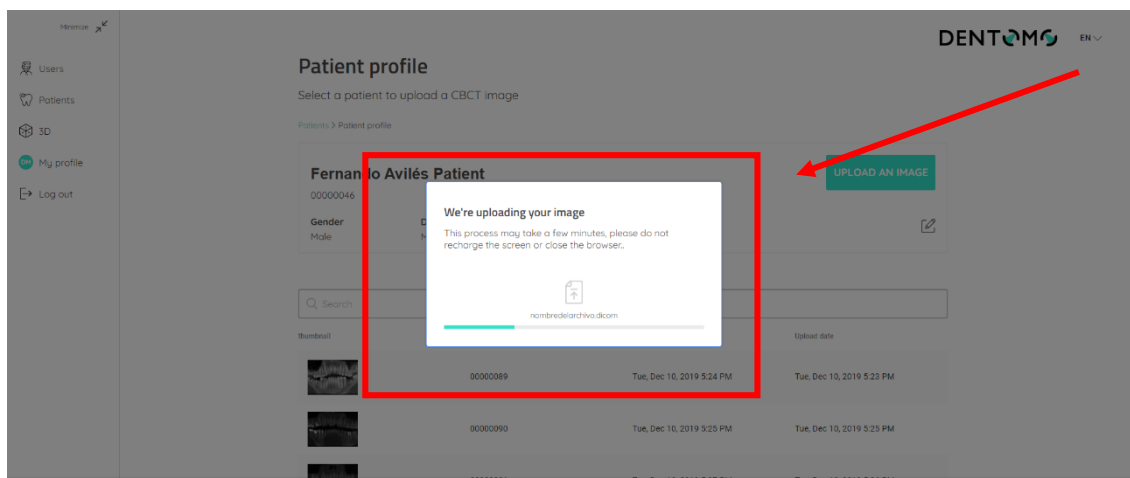 Minimize
DENTOMO
EN
Users
Patients
3D
DM
My profile
Log out
Patient profile
Select a patient to upload a CBCT image
Patients > Patient profile
Fernando Avilés Patient
00000046
UPLOAD AN IMAGE
Gender
Male
We're uploading your image
This process may take a few minutes, please do not
recharge the screen or close the browser..
nombredelarchivo.dicom
Search
thumbnail
Upload date
00000089
Tue, Dec 10, 2019 5:24 PM
Tue, Dec 10, 2019 5:23 PM
00000090
Tue, Dec 10, 2019 5:25 PM
Tue, Dec 10, 2019 5:25 PM